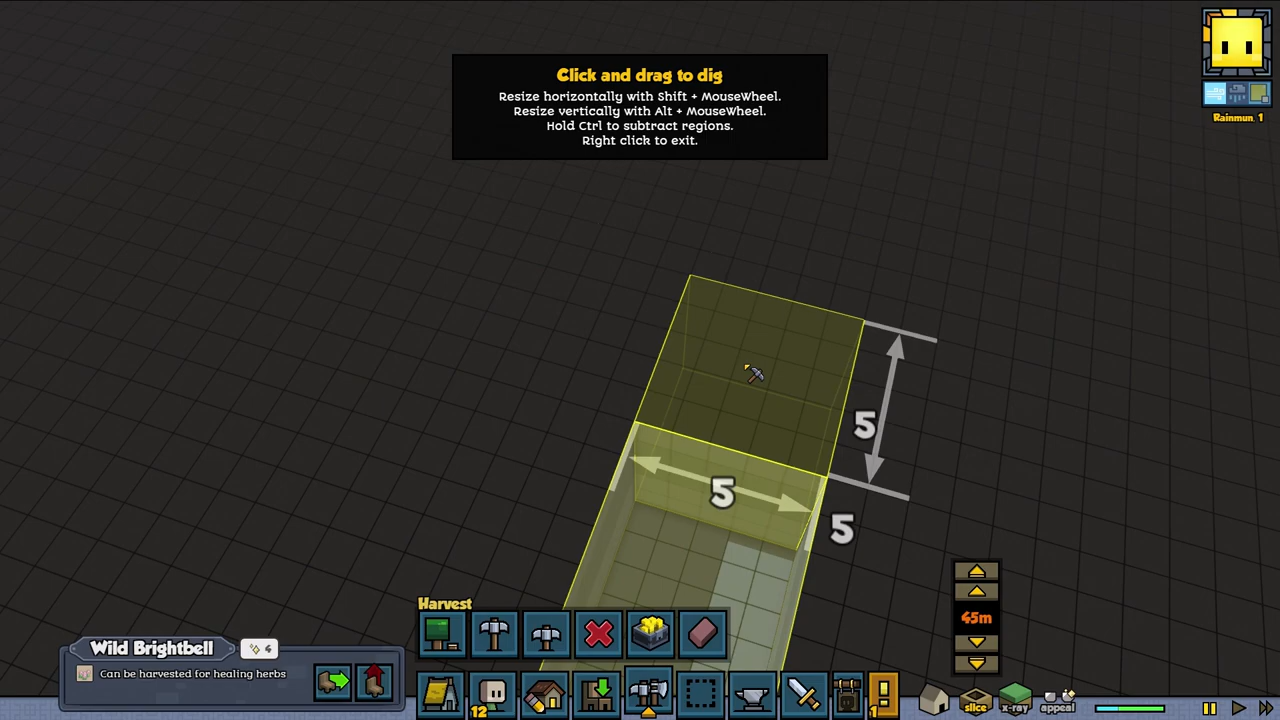 Click and drag to dig
Resize horizontally with Shift + MouseWheel.
Resize vertically with Alt + MouseWheel.
Hold Ctrl to subtract regions.
Right click to exit.
Rainmun, 1
5
5
5
Harvest
45m
Wild Brightbell
6
Can be harvested for healing herbs
12
1
slice
x-ray
appeal